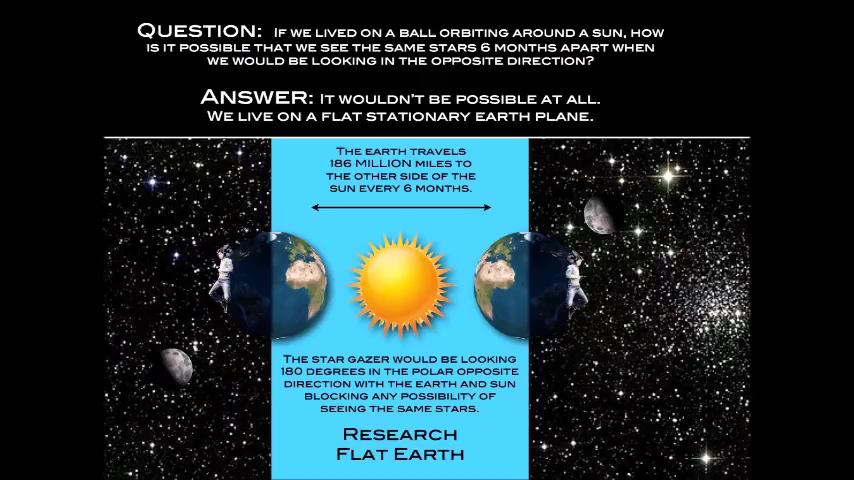 QUESTION: IF WE LIVED ON A BALL ORBITING AROUND A SUN, HOW
IS IT POSSIBLE THAT WE SEE THE SAME STARS 6 MONTHS APART WHEN
WE WOULD BE LOOKING IN THE OPPOSITE DIRECTION?
ANSWER: IT WOULDN'T BE POSSIBLE AT ALL.
WE LIVE ON A FLAT STATIONARY EARTH PLANE.
THE EARTH TRAVELS
186 MILLION MILES TO
THE OTHER SIDE OF THE
SUN EVERY 6 MONTHS.
THE STAR GAZER WOULD BE LOOKING
180 DEGREES IN THE POLAR OPPOSITE
DIRECTION WITH THE EARTH AND SUN
BLOCKING ANY POSSIBILITY OF
SEEING THE SAME STARS.
RESEARCH
FLAT EARTH